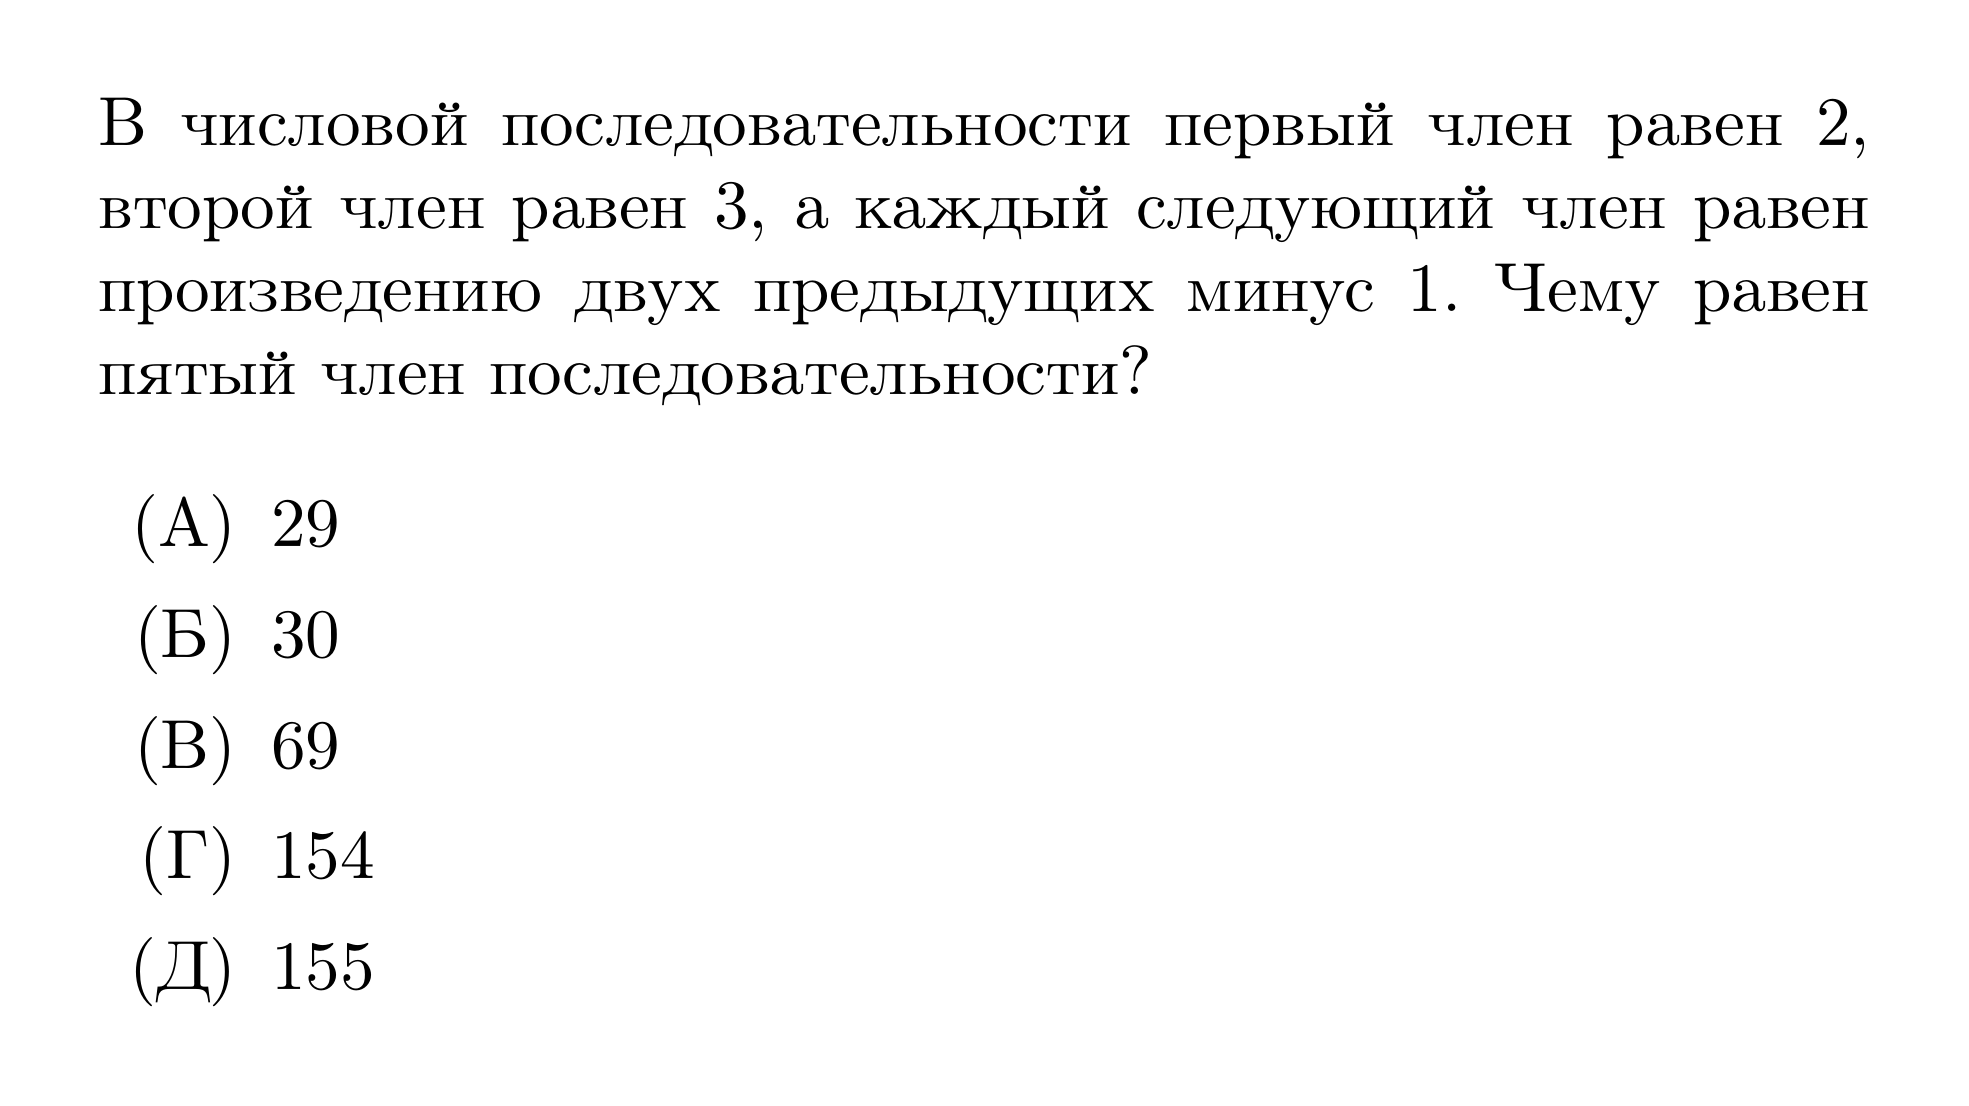 В числовой последовательности первый член равен 2,
второй член равен 3, а каждый следующий член равен
произведению двух предыдущих минус 1. Чему равен
пятый член последовательности?
(А) 29
(Б) 30
(В) 69
(Г) 154
(Д) 155